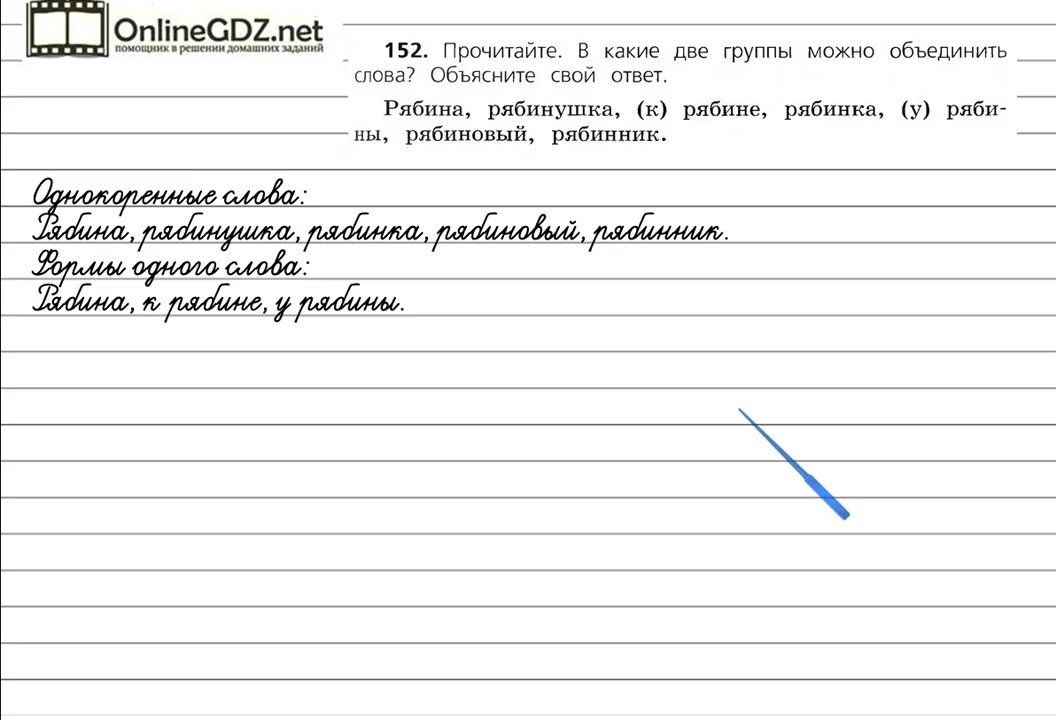 OnlineGDZ.net
помощник в решении домашних заданий
152. Прочитайте. В какие две группы можно объединить
слова? Объясните свой ответ.
Рябина, рябинушка, (к) рябине, рябинка, (у) ряби-
ны, рябиновый, рябинник.
Однокоренные слова:
Рябина, рябинушка, рябинка, рябиновый, рябинник.
Формы одного слова:
Рябина, к рябине, у рябины.